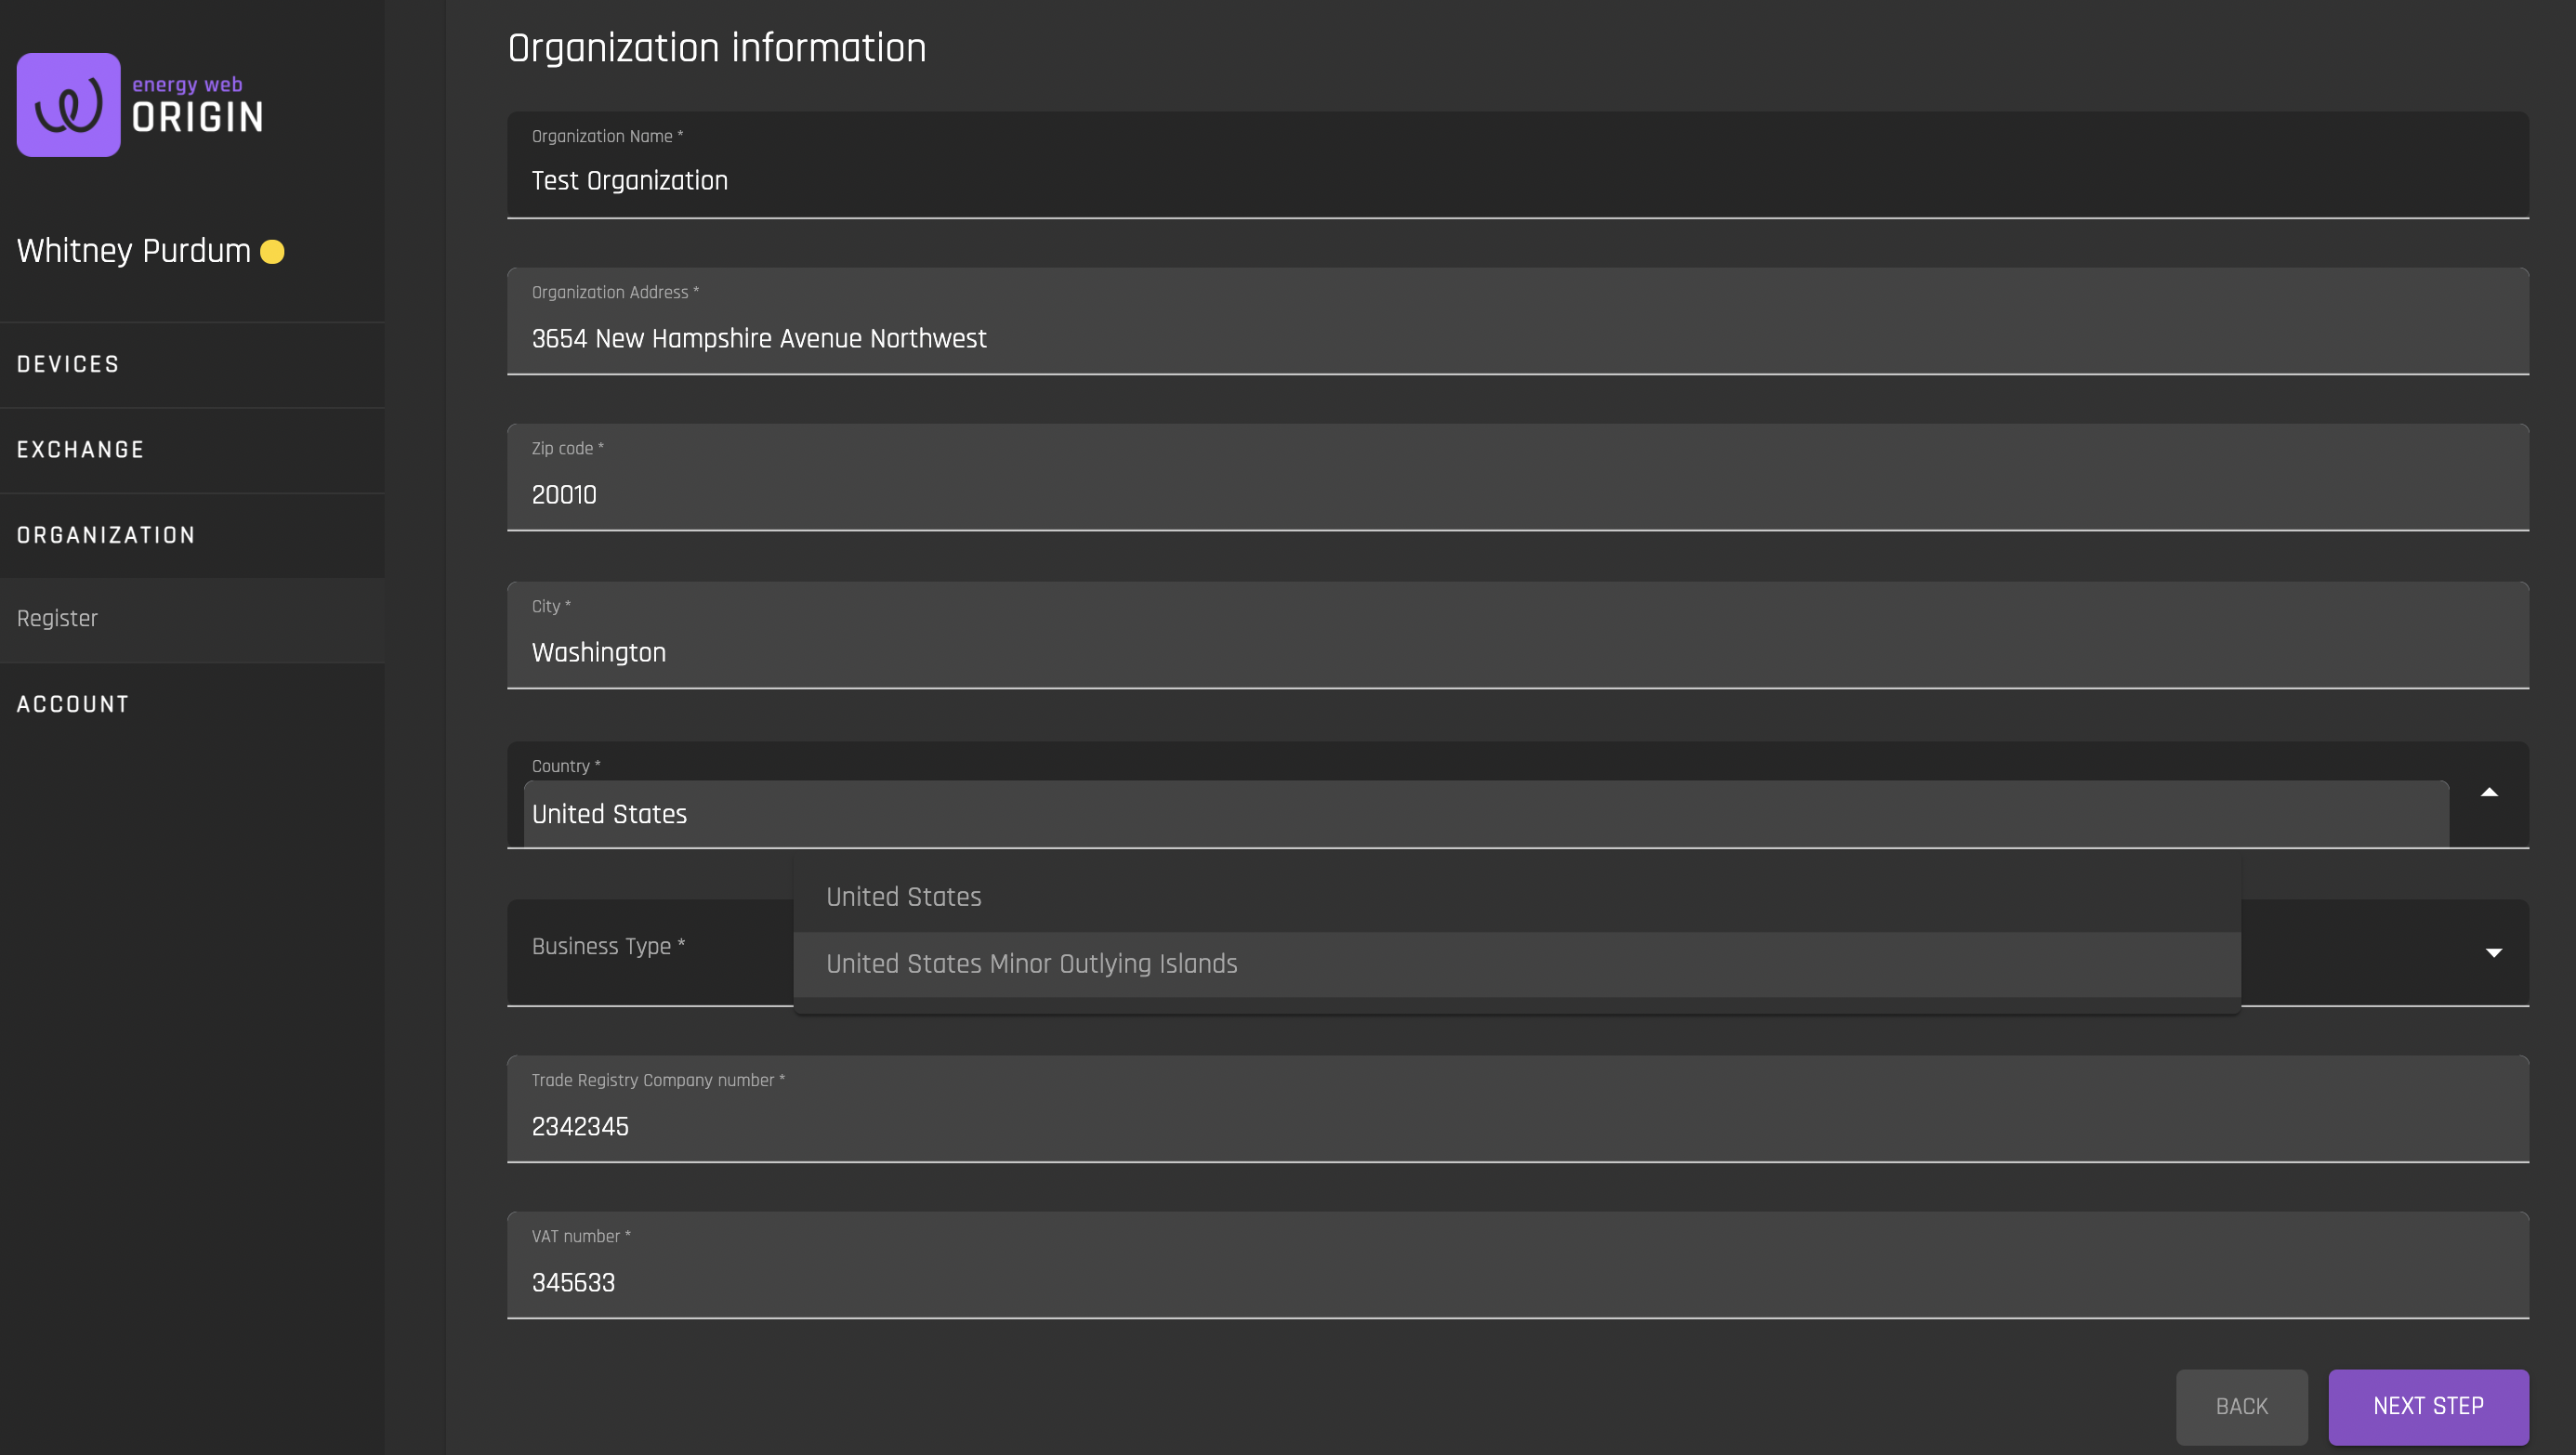 energy web
ORIGIN
Whitney Purdum
DEVICES
EXCHANGE
ORGANIZATION
Register
ACCOUNT
Organization information
Organization Name *
Test Organization
Organization Address *
3654 New Hampshire Avenue Northwest
Zip code *
20010
City *
Washington
Country *
United States
United States
United States Minor Outlying Islands
Business Type *
Trade Registry Company number *
2342345
VAT number *
345633
BACK
NEXT STEP